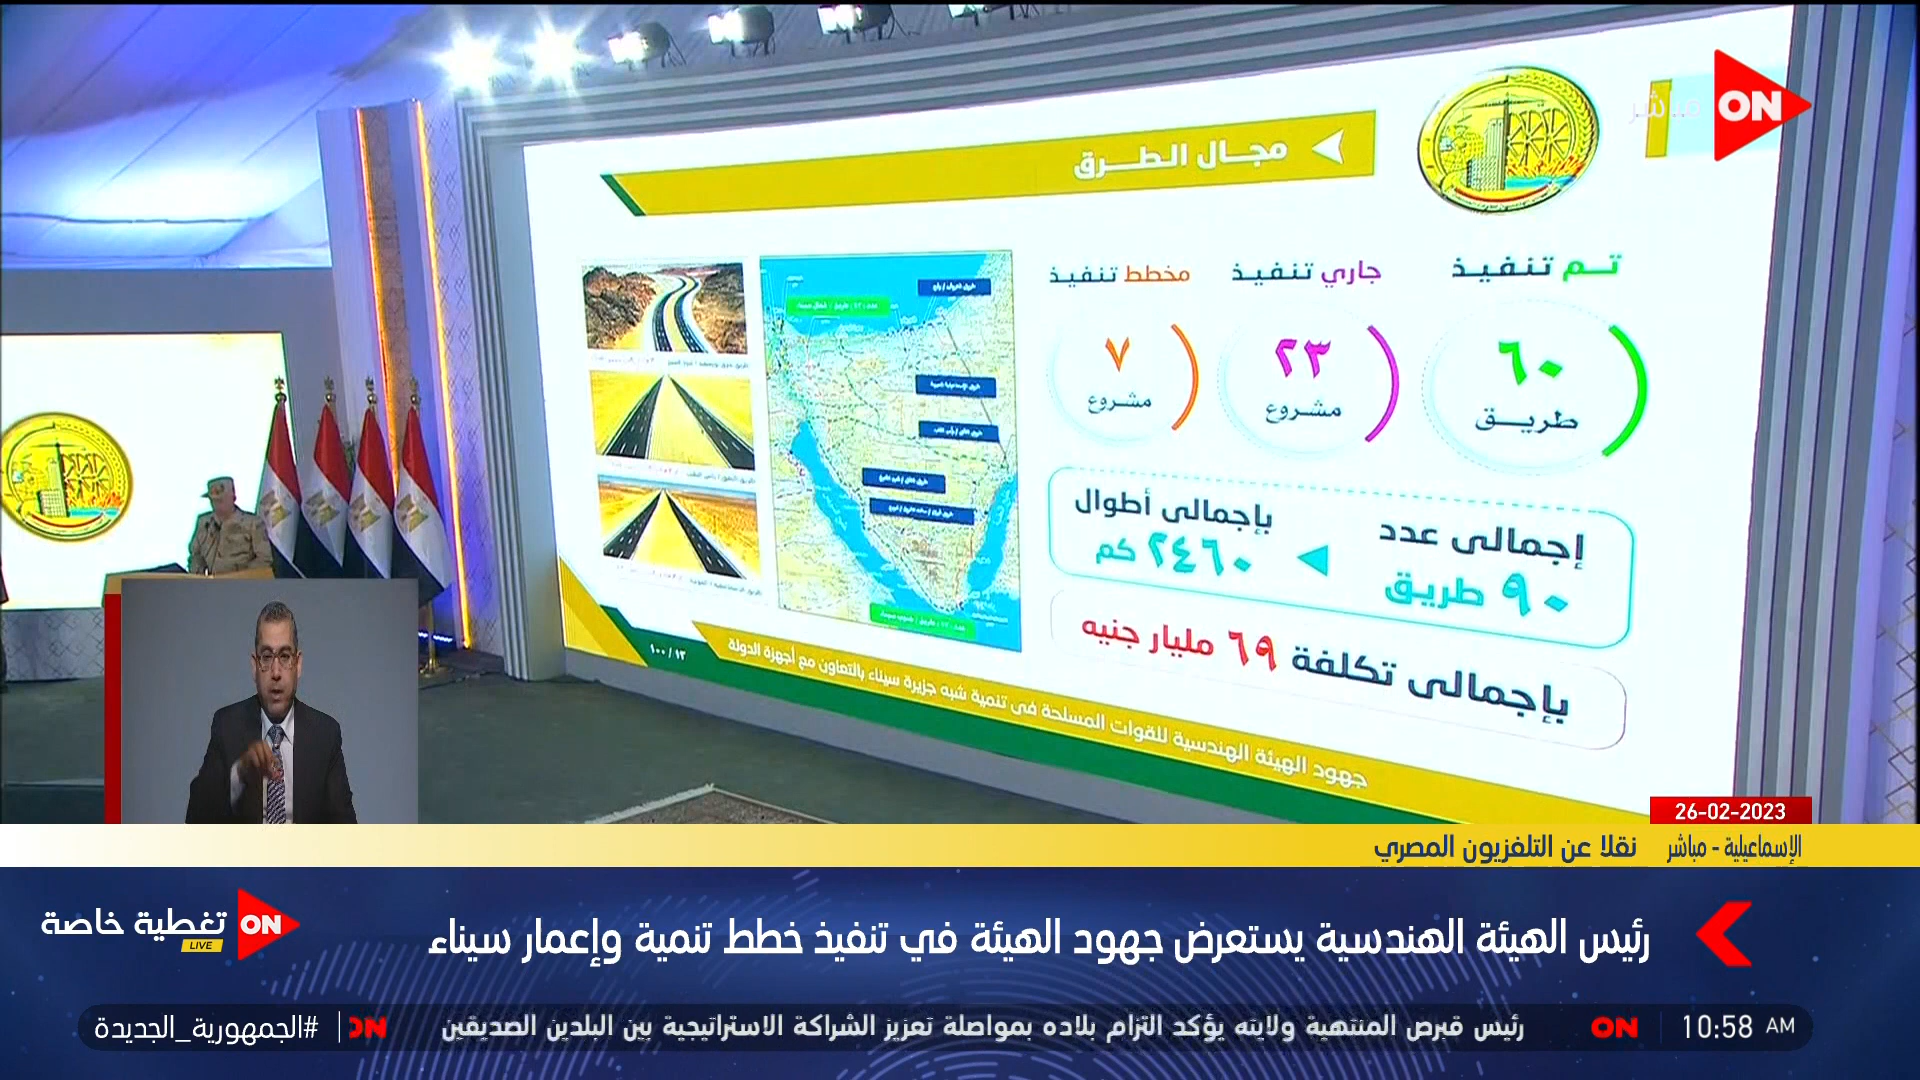 مباشر ON
مجال الطرق
تم تنفيذ
٦٠
طريق
جاري تنفيذ
٢٣
مشروع
مخطط تنفيذ
٧
مشروع
إجمالى عدد
٩٠ طريق
بإجمالى أطوال
٢٤٦٠ كم
بإجمالى تكلفة ٦٩ مليار جنيه
جهود الهيئة الهندسية للقوات المسلحة فى تنمية شبه جزيرة سيناء بالتعاون مع أجهزة الدولة
١٣ / ١٠٠
26-02-2023
الإسماعيلية - مباشر نقلا عن التلفزيون المصري
رئيس الهيئة الهندسية يستعرض جهود الهيئة في تنفيذ خطط تنمية وإعمار سيناء
ON تغطية خاصة
LIVE
10:58 AM
ON رئيس قبرص المنتهية ولايته يؤكد التزام بلاده بمواصلة تعزيز الشراكة الاستراتيجية بين البلدين الصديقين ON
#الجمهورية_الجديدة